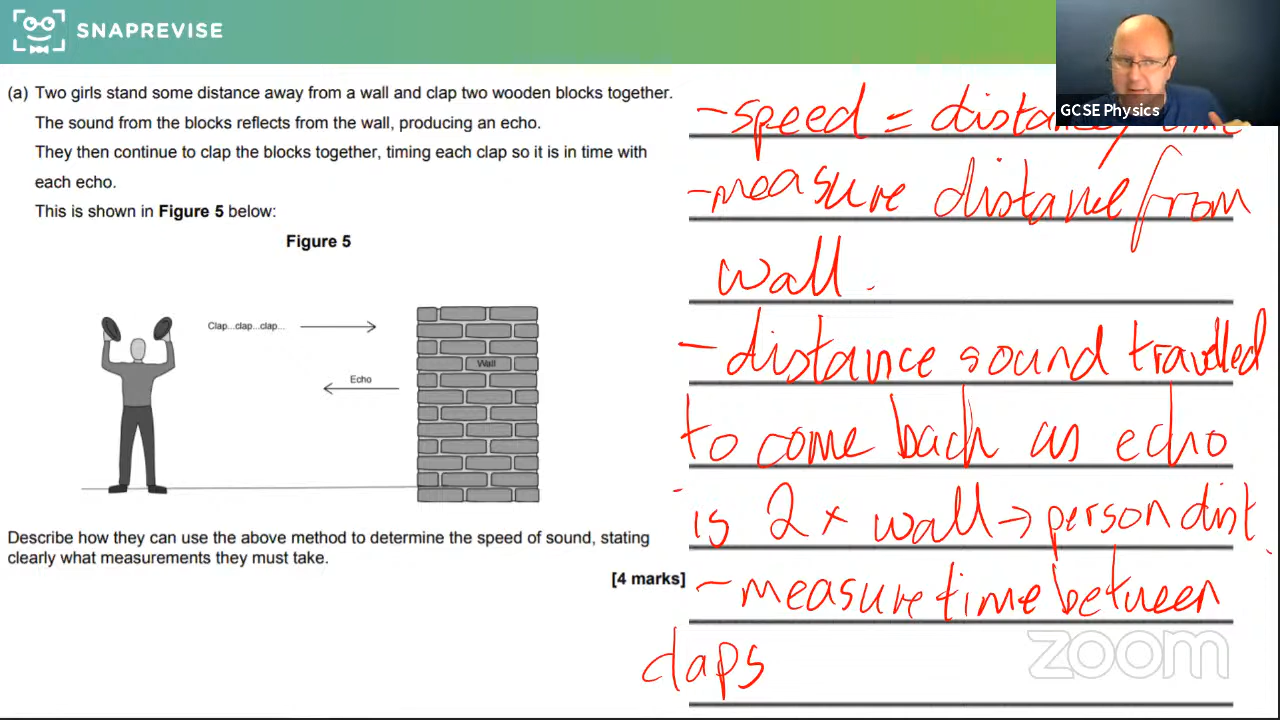 SNAPREVISE
(a) Two girls stand some distance away from a wall and clap two wooden blocks together.
The sound from the blocks reflects from the wall, producing an echo.
They then continue to clap the blocks together, timing each clap so it is in time with
each echo.
This is shown in Figure 5 below:
Figure 5
Clap...clap...clap...
Echo
Wall
Describe how they can use the above method to determine the speed of sound, stating
clearly what measurements they must take.
[4 marks]
GCSE Physics
- speed = distance / time
- measure distance from
wall.
- distance sound travelled
to come back as echo
is 2 x wall → person dist.
- measure time between
claps
zoom